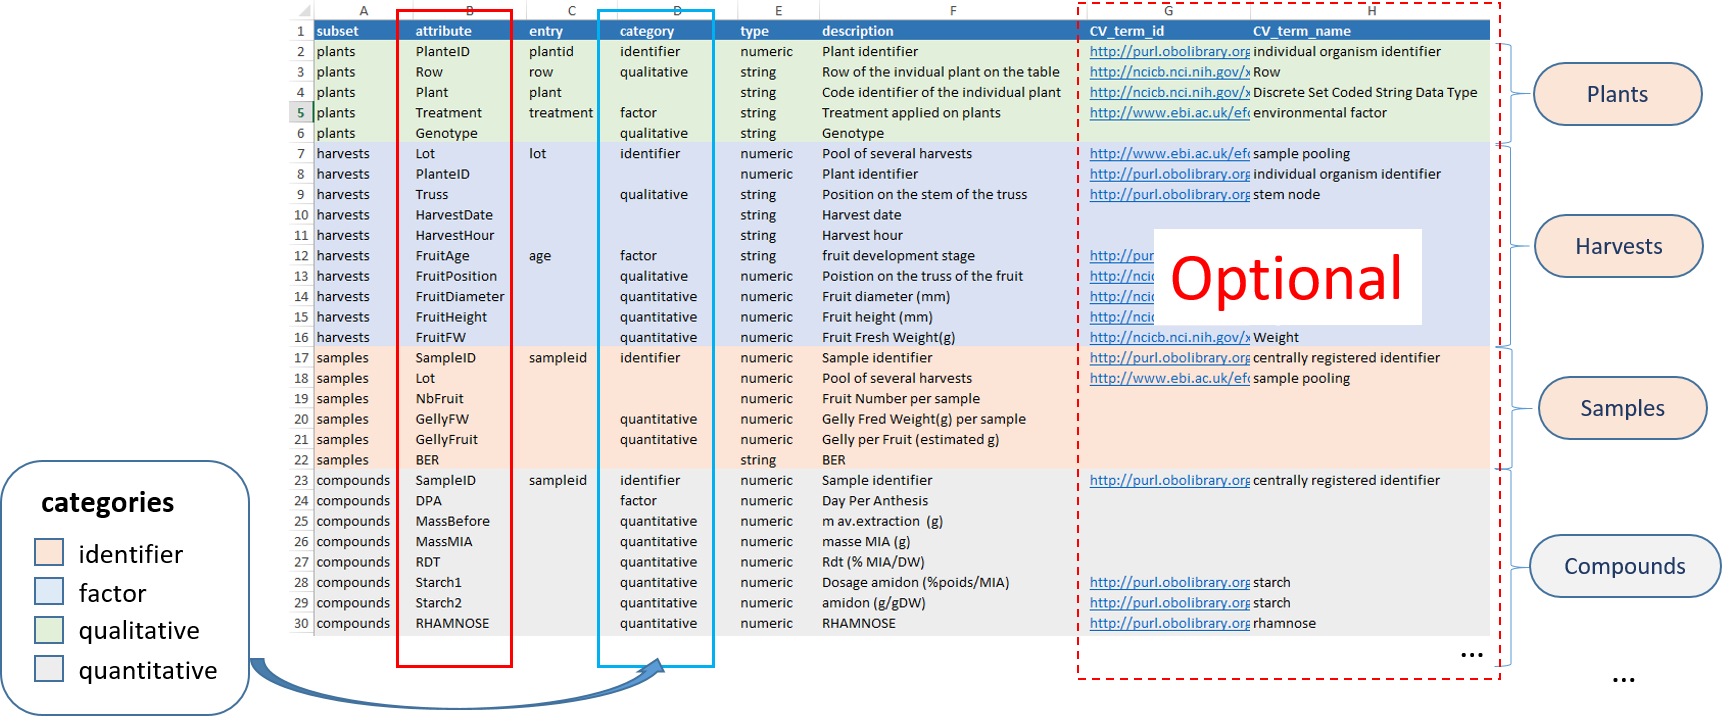 A B C D E F G H
1 subset attribute entry category type description CV_term_id CV_term_name
2 plants PlanteID plantid identifier numeric Plant identifier http://purl.obolibrary.org individual organism identifier
3 plants Row row qualitative string Row of the invidual plant on the table http://ncicb.nci.nih.gov/x Row
4 plants Plant plant string Code identifier of the individual plant http://ncicb.nci.nih.gov/x Discrete Set Coded String Data Type
5 plants Treatment treatment factor string Treatment applied on plants http://www.ebi.ac.uk/efo environmental factor
6 plants Genotype qualitative string Genotype
Plants
7 harvests Lot lot identifier numeric Pool of several harvests http://www.ebi.ac.uk/efo sample pooling
8 harvests PlanteID numeric Plant identifier http://purl.obolibrary.org individual organism identifier
9 harvests Truss qualitative string Position on the stem of the truss http://purl.obolibrary.org stem node
10 harvests HarvestDate string Harvest date
11 harvests HarvestHour string Harvest hour
12 harvests FruitAge age factor string fruit development stage http://pur
13 harvests FruitPosition qualitative numeric Poistion on the truss of the fruit http://ncic
14 harvests FruitDiameter quantitative numeric Fruit diameter (mm) http://ncic
15 harvests FruitHeight quantitative numeric Fruit height (mm) http://ncic
16 harvests FruitFW quantitative numeric Fruit Fresh Weight(g) http://ncicb.nci.nih.gov/x Weight
Optional
Harvests
17 samples SampleID sampleid identifier numeric Sample identifier http://purl.obolibrary.org centrally registered identifier
18 samples Lot numeric Pool of several harvests http://www.ebi.ac.uk/efo sample pooling
19 samples NbFruit numeric Fruit Number per sample
20 samples GellyFW quantitative numeric Gelly Fred Weight(g) per sample
21 samples GellyFruit quantitative numeric Gelly per Fruit (estimated g)
22 samples BER string BER
Samples
23 compounds SampleID sampleid identifier numeric Sample identifier http://purl.obolibrary.org centrally registered identifier
24 compounds DPA factor numeric Day Per Anthesis
25 compounds MassBefore quantitative numeric m av.extraction (g)
26 compounds MassMIA quantitative numeric masse MIA (g)
27 compounds RDT quantitative numeric Rdt (% MIA/DW)
28 compounds Starch1 quantitative numeric Dosage amidon (%poids/MIA) http://purl.obolibrary.org starch
29 compounds Starch2 quantitative numeric amidon (g/gDW) http://purl.obolibrary.org starch
30 compounds RHAMNOSE quantitative numeric RHAMNOSE http://purl.obolibrary.org rhamnose
Compounds
...
...
categories
identifier
factor
qualitative
quantitative